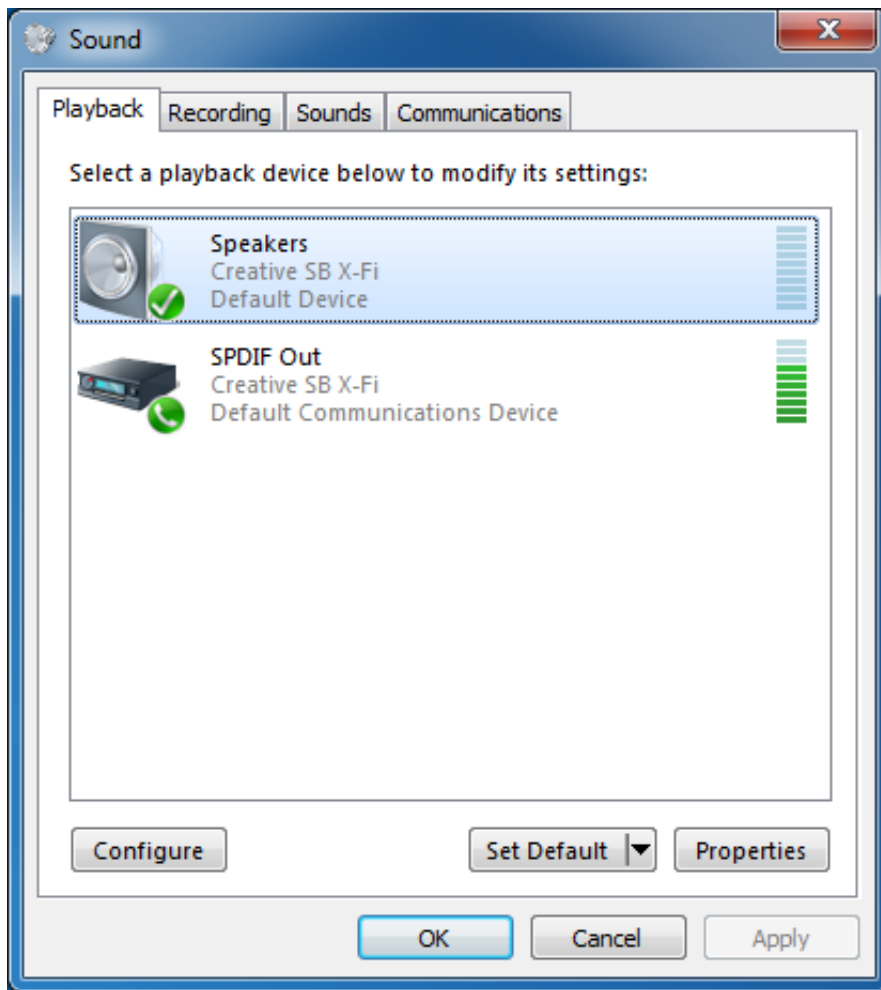 Sound
Playback Recording Sounds Communications
Select a playback device below to modify its settings:
Speakers
Creative SB X-Fi
Default Device
SPDIF Out
Creative SB X-Fi
Default Communications Device
Configure Set Default Properties
OK Cancel Apply